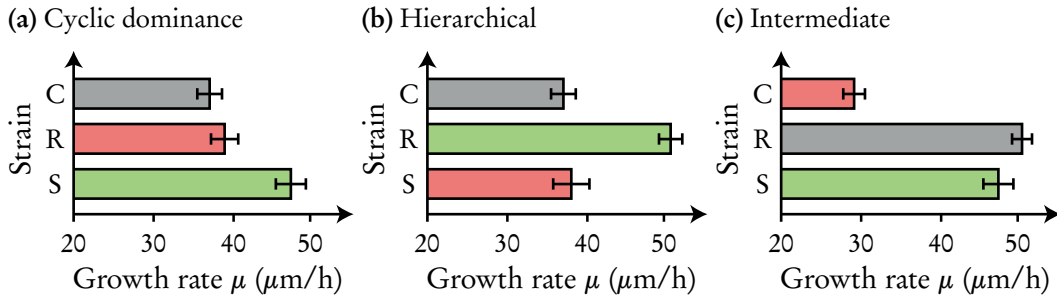 (a) Cyclic dominance
Strain
C
R
S
20 30 40 50
Growth rate μ (μm/h)
(b) Hierarchical
Strain
C
R
S
20 30 40 50
Growth rate μ (μm/h)
(c) Intermediate
Strain
C
R
S
20 30 40 50
Growth rate μ (μm/h)